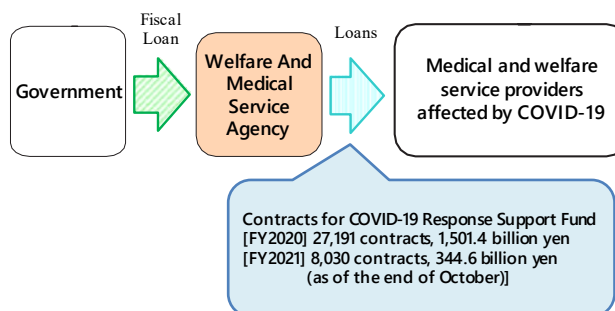 Fiscal
Loan
Loans
Government
Welfare And
Medical
Service
Agency
Medical and welfare
service providers
affected by COVID-19
Contracts for COVID-19 Response Support Fund
[FY2020] 27,191 contracts, 1,501.4 billion yen
[FY2021] 8,030 contracts, 344.6 billion yen
(as of the end of October)]